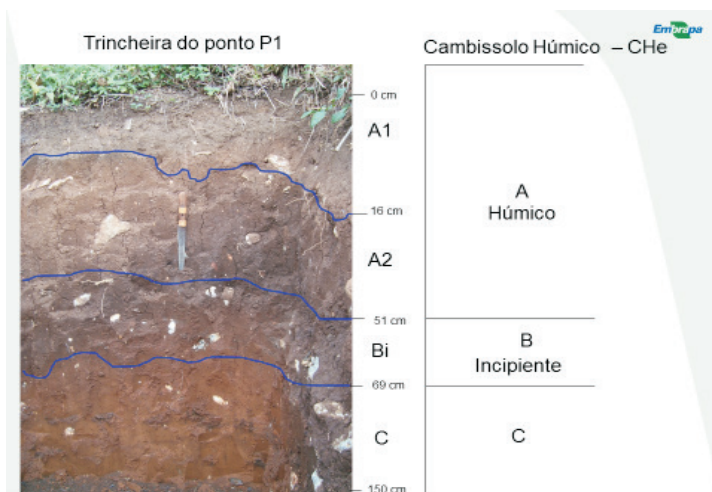 Embrapa
Trincheira do ponto P1
Cambissolo Húmico – CHe
0 cm
A1
16 cm
A2
51 cm
Bi
69 cm
C
150 cm
A
Húmico
B
Incipiente
C